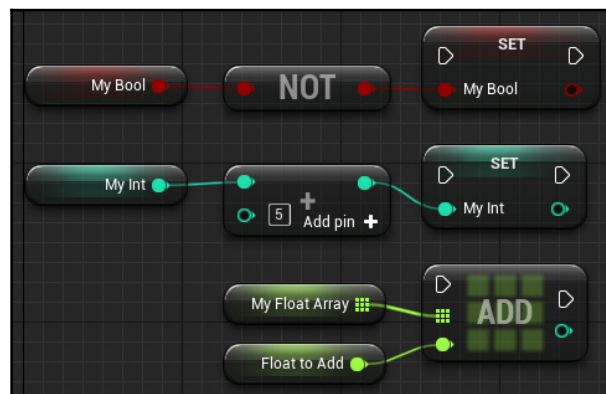 SET
My Bool
NOT
My Bool
SET
My Int
5
Add pin
My Int
My Float Array
ADD
Float to Add